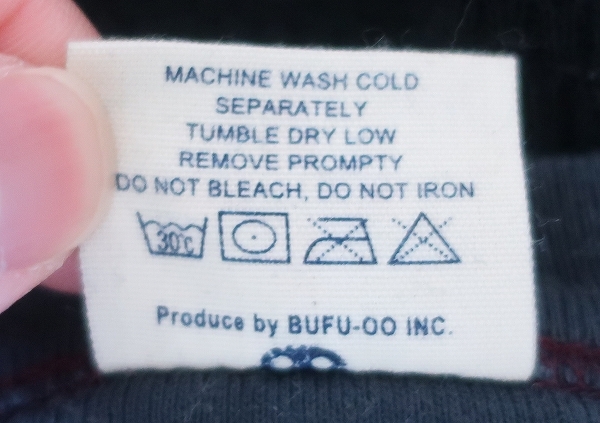 MACHINE WASH COLD
SEPARATELY
TUMBLE DRY LOW
REMOVE PROMPTY
DO NOT BLEACH, DO NOT IRON
30°C
Produce by BUFU-OO INC.